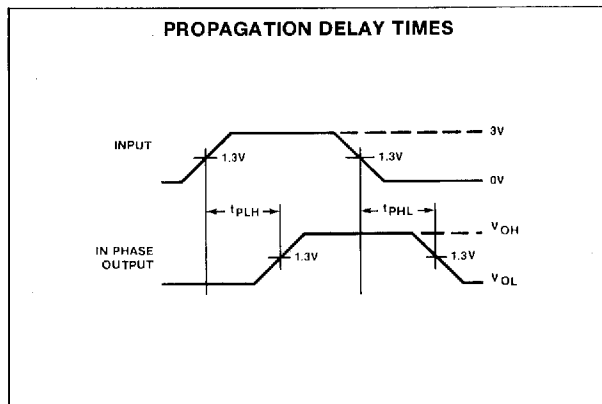 PROPAGATION DELAY TIMES
INPUT
1.3V
1.3V
3V
0V
tPLH
tPHL
IN PHASE
OUTPUT
1.3V
1.3V
VOH
VOL